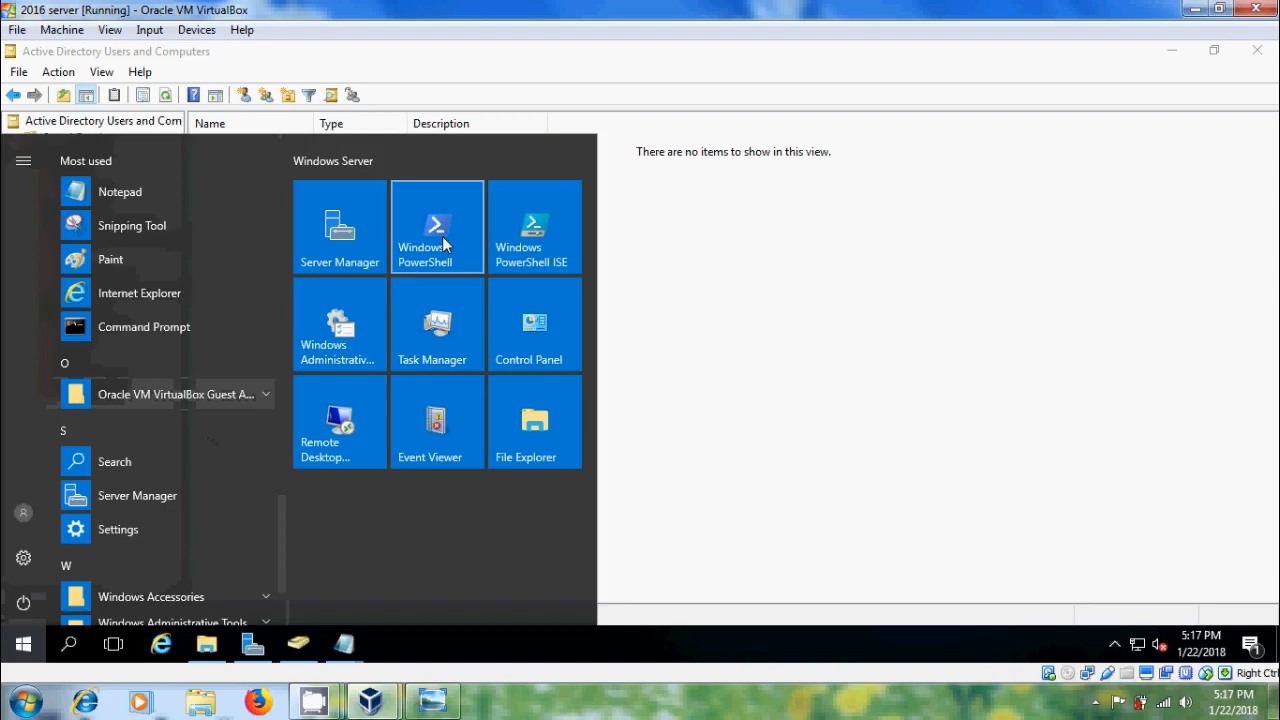 2016 server [Running] - Oracle VM VirtualBox
File Machine View Input Devices Help
Active Directory Users and Computers
File Action View Help
Active Directory Users and Com
Name Type Description
There are no items to show in this view.
Most used
Notepad
Snipping Tool
Paint
Internet Explorer
Command Prompt
O
Oracle VM VirtualBox Guest A...
S
Search
Server Manager
Settings
W
Windows Accessories
Windows Administrative Tools
Windows Server
Server Manager
Windows
PowerShell
Windows
PowerShell ISE
Windows
Administrativ...
Task Manager
Control Panel
Remote
Desktop...
Event Viewer
File Explorer
5:17 PM
1/22/2018
1
Right Ctrl
5:17 PM
1/22/2018